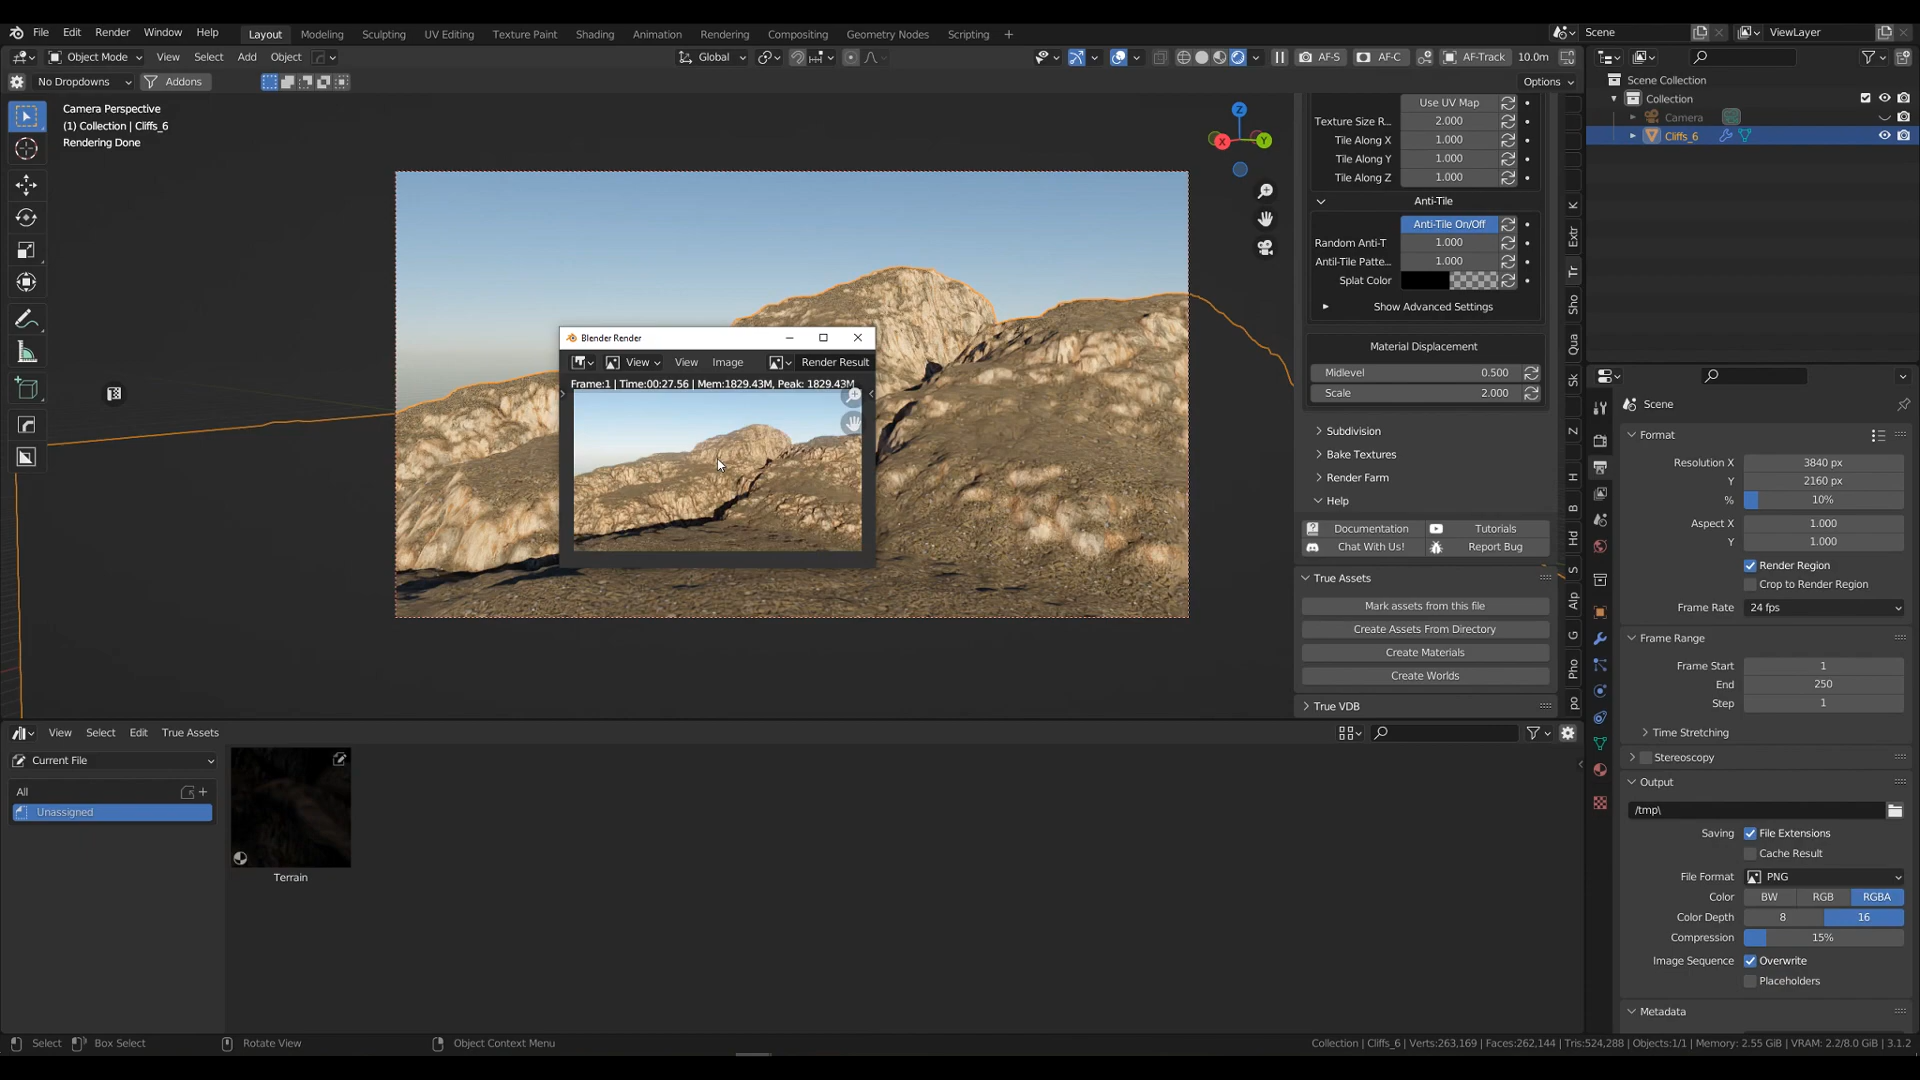 File Edit Render Window Help Layout Modeling Sculpting UV Editing Texture Paint Shading Animation Rendering Compositing Geometry Nodes Scripting + Scene ViewLayer
Object Mode View Select Add Object Global AF-S AF-C AF-Track 10.0m
No Dropdowns Addons Options
Camera Perspective
(1) Collection | Cliffs_6
Rendering Done
Z
X
Y
Use UV Map
Texture Size R... 2.000
Tile Along X 1.000
Tile Along Y 1.000
Tile Along Z 1.000
Anti-Tile
Anti-Tile On/Off
Random Anti-T 1.000
Antil-Tile Patte... 1.000
Splat Color
Show Advanced Settings
Material Displacement
Midlevel 0.500
Scale 2.000
Subdivision
Bake Textures
Render Farm
Help
Documentation Tutorials
Chat With Us! Report Bug
True Assets
Mark assets from this file
Create Assets From Directory
Create Materials
Create Worlds
True VDB
K
Extr
Tr
Sho
Qua
Sk
Z
H
B
Hd
S
Alp
G
Pho
po
Blender Render
View View Image Render Result
Frame:1 | Time:00:27.56 | Mem:1829.43M, Peak: 1829.43M
Scene Collection
Collection
Camera
Cliffs_6
Scene
Format
Resolution X 3840 px
Y 2160 px
% 10%
Aspect X 1.000
Y 1.000
Render Region
Crop to Render Region
Frame Rate 24 fps
Frame Range
Frame Start 1
End 250
Step 1
Time Stretching
Stereoscopy
Output
/tmp\
Saving File Extensions
Cache Result
File Format PNG
Color BW RGB RGBA
Color Depth 8 16
Compression 15%
Image Sequence Overwrite
Placeholders
Metadata
View Select Edit True Assets
Current File
All +
Unassigned
Terrain
Select Box Select Rotate View Object Context Menu Collection | Cliffs_6 | Verts:263,169 | Faces:262,144 | Tris:524,288 | Objects:1/1 | Memory: 2.55 GiB | VRAM: 2.2/8.0 GiB | 3.1.2